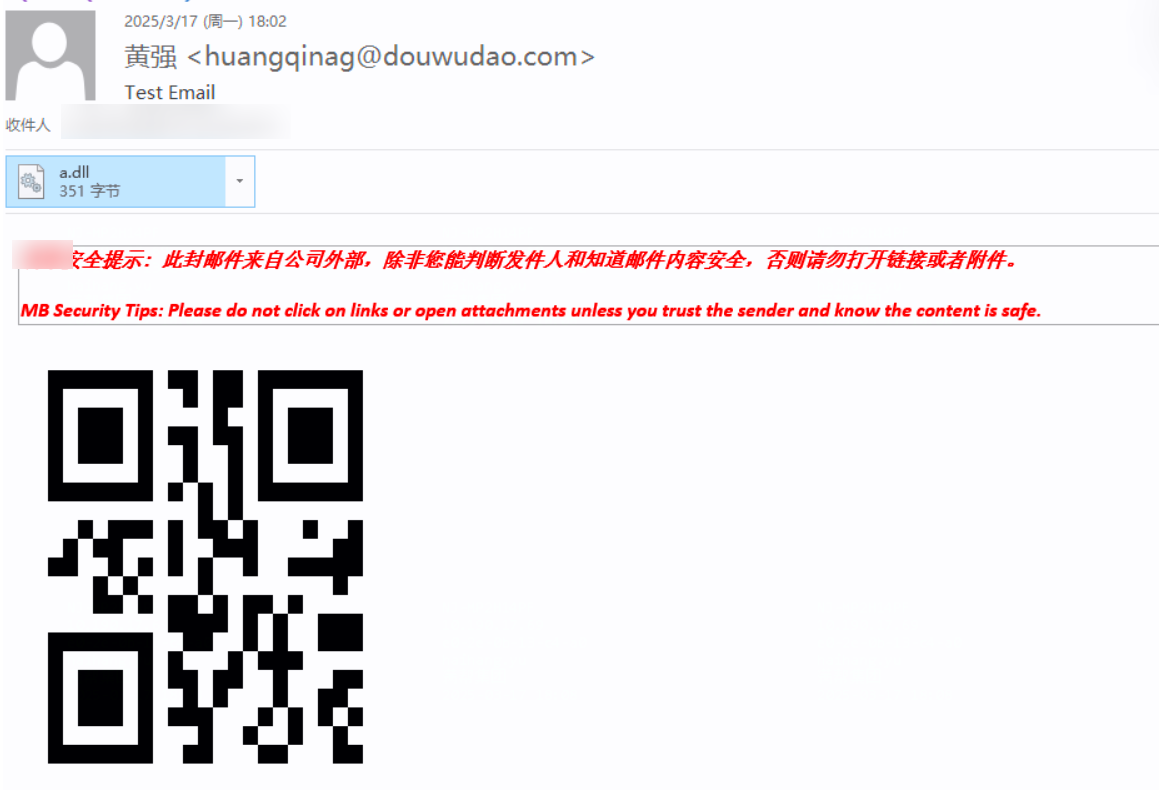 2025/3/17 (周一) 18:02
黄强 <huangqinag@douwudao.com>
Test Email
收件人
a.dll
351 字节
安全提示：此封邮件来自公司外部，除非您能判断发件人和知道邮件内容安全，否则请勿打开链接或者附件。
MB Security Tips: Please do not click on links or open attachments unless you trust the sender and know the content is safe.